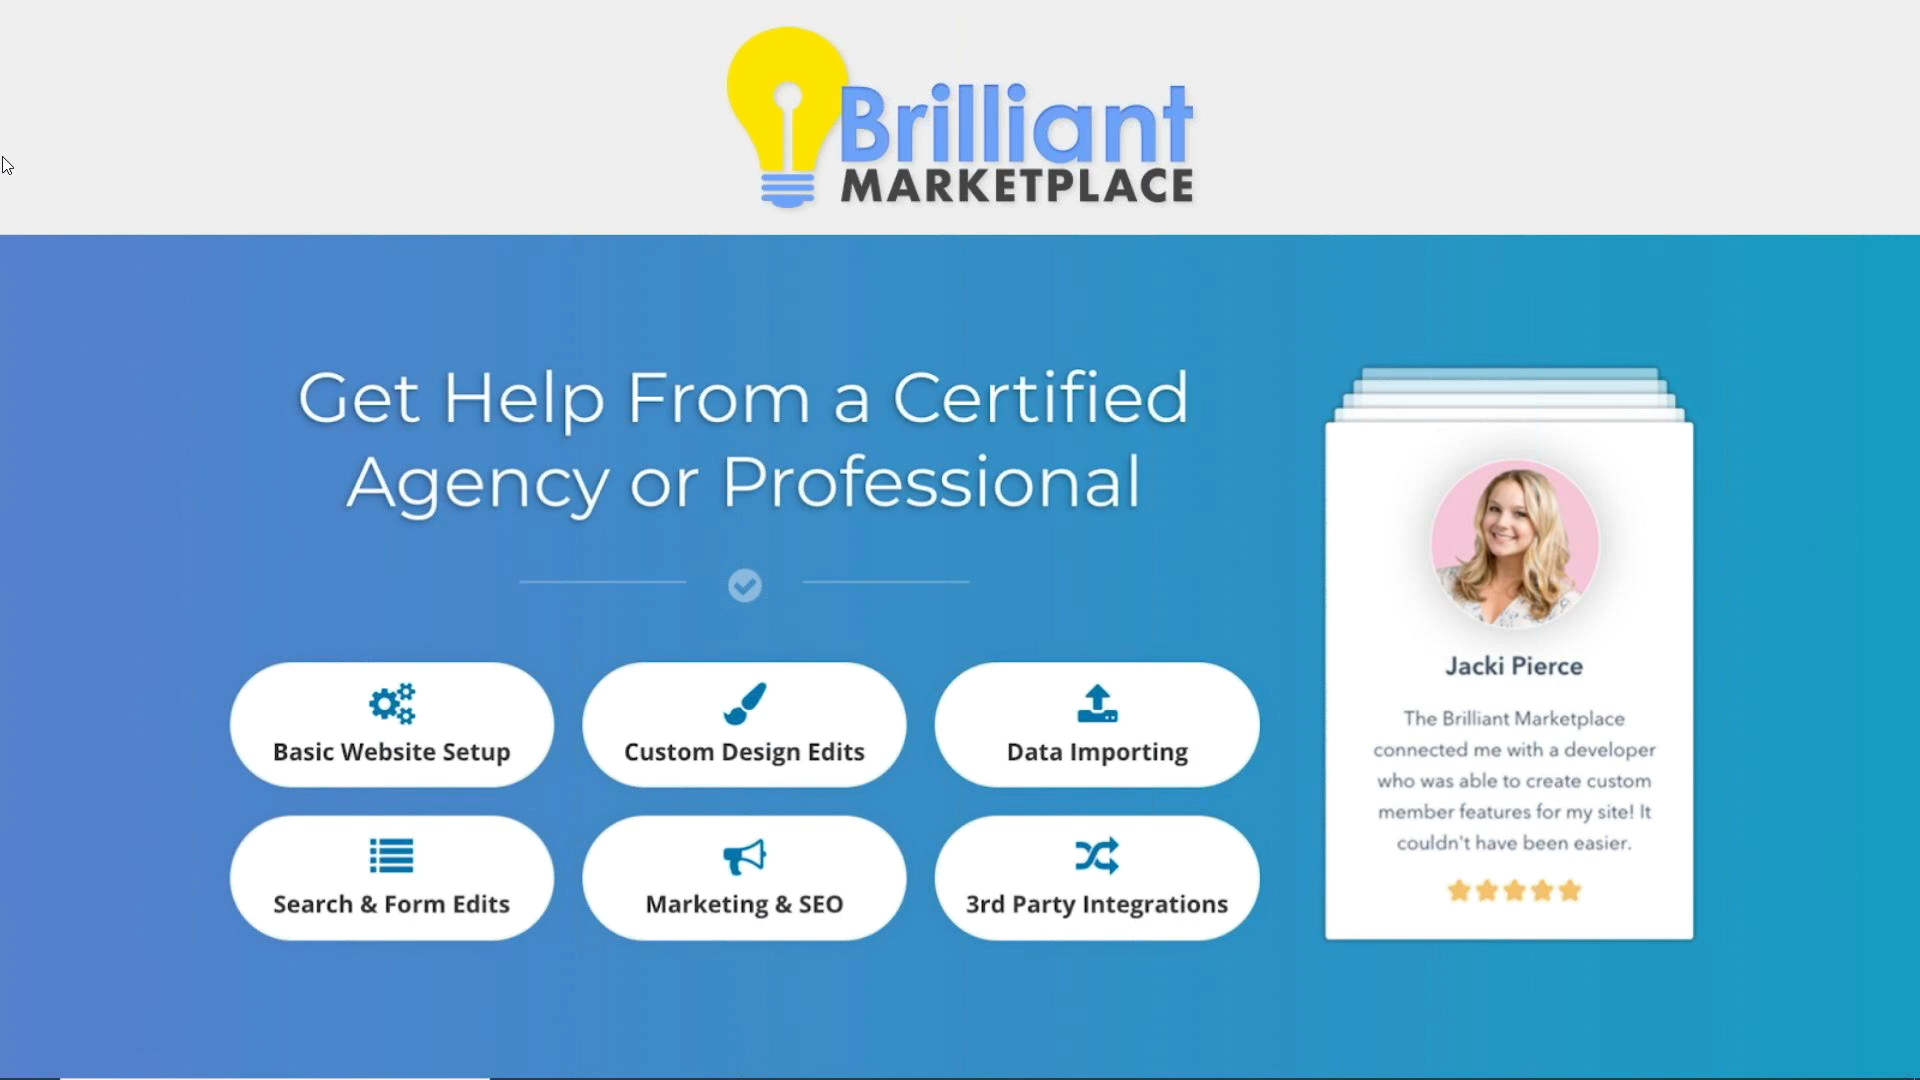 Brilliant
MARKETPLACE
Get Help From a Certified
Agency or Professional
Basic Website Setup
Custom Design Edits
Data Importing
Search & Form Edits
Marketing & SEO
3rd Party Integrations
Jacki Pierce
The Brilliant Marketplace
connected me with a developer
who was able to create custom
member features for my site! It
couldn't have been easier.